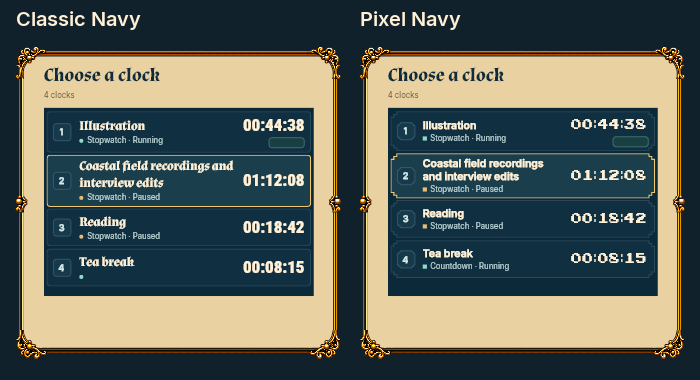 Classic Navy
Choose a clock
4 clocks
1 Illustration 00:44:38
Stopwatch · Running
2 Coastal field recordings and
interview edits 01:12:08
Stopwatch · Paused
3 Reading 00:18:42
Stopwatch · Paused
4 Tea break 00:08:15
Pixel Navy
Choose a clock
4 clocks
1 Illustration 00:44:38
Stopwatch · Running
2 Coastal field recordings
and interview edits 01:12:08
Stopwatch · Paused
3 Reading 00:18:42
Stopwatch · Paused
4 Tea break 00:08:15
Countdown · Running